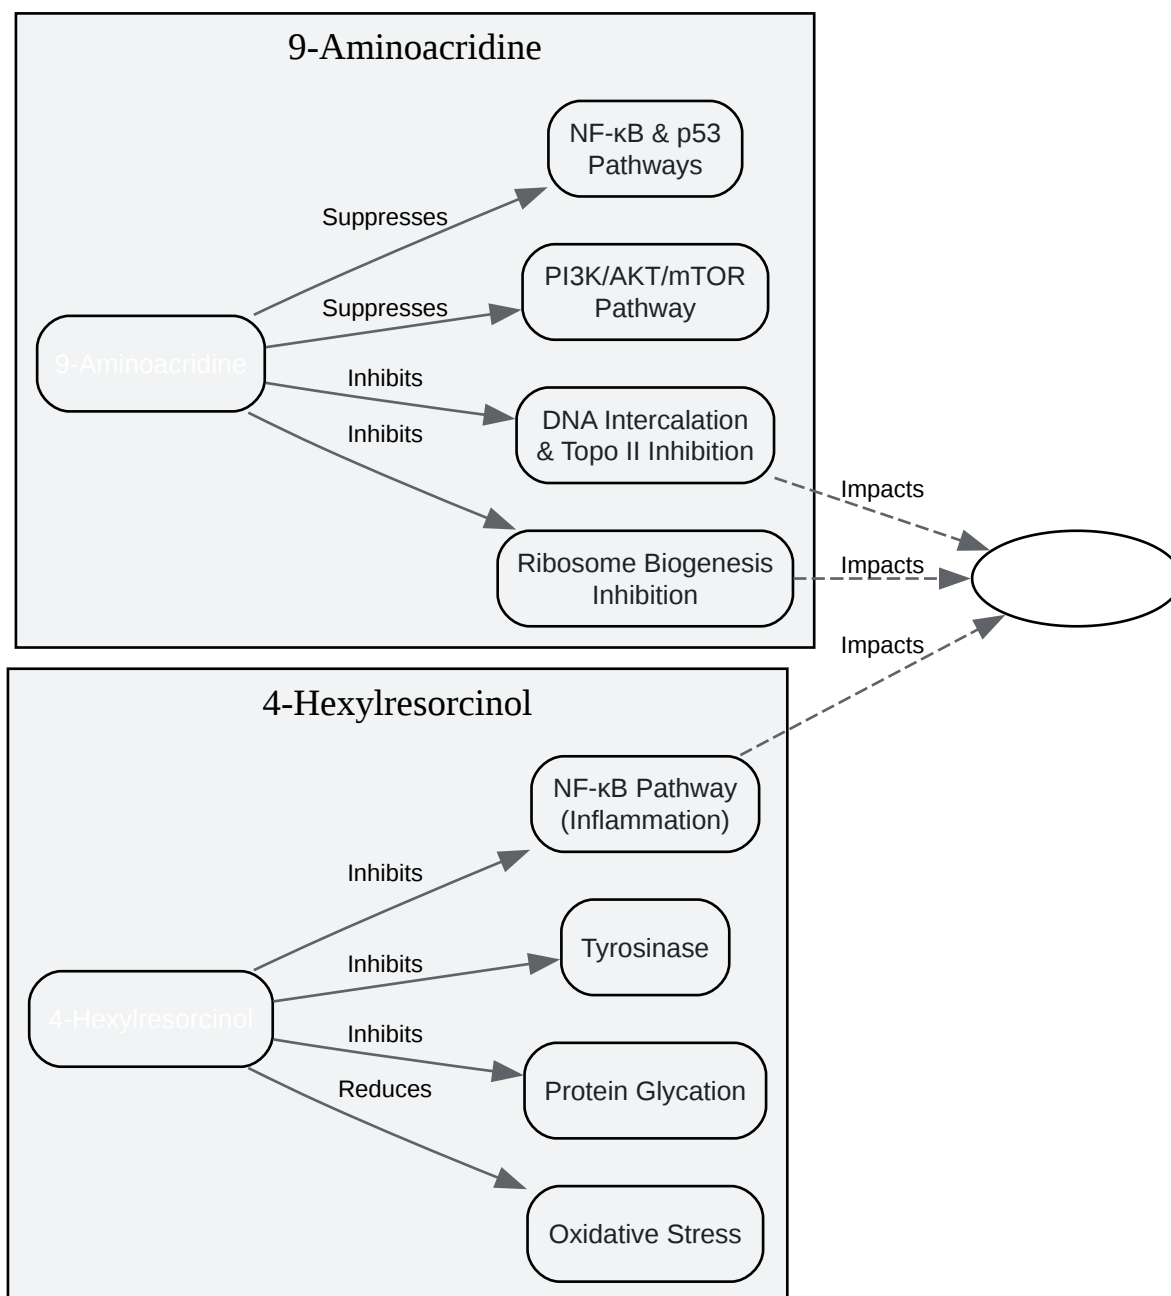 9-Aminoacridine
NF-κB & p53
Pathways
Suppresses
PI3K/AKT/mTOR
Pathway
Suppresses
9-Aminoacridine
Inhibits
DNA Intercalation
& Topo II Inhibition
Inhibits
Impacts
Ribosome Biogenesis
Inhibition
Impacts
Impacts
4-Hexylresorcinol
NF-κB Pathway
(Inflammation)
Inhibits
Tyrosinase
Inhibits
4-Hexylresorcinol
Inhibits
Protein Glycation
Reduces
Oxidative Stress